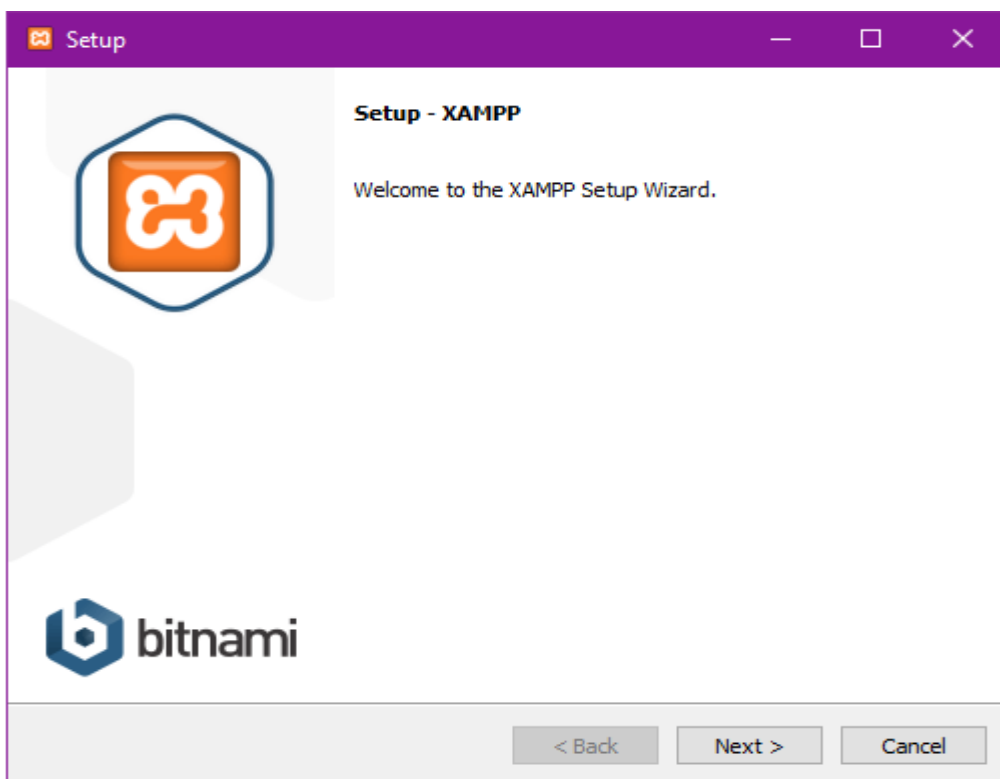 Setup
Setup - XAMPP
Welcome to the XAMPP Setup Wizard.
bitnami
< Back
Next >
Cancel